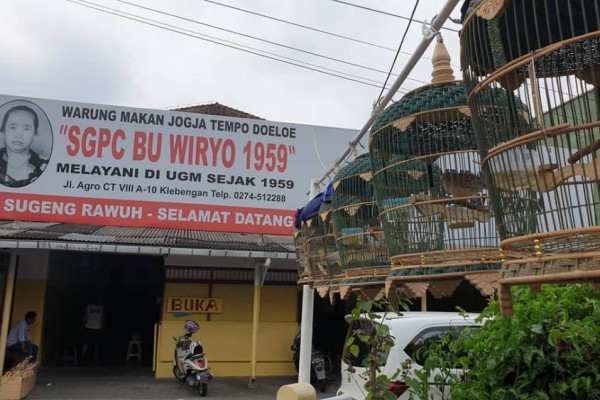 WARUNG MAKAN JOGJA TEMPO DOELOE
"SGPC BU WIRYO 1959"
MELAYANI DI UGM SEJAK 1959
Jl. Agro CT VIII A-10 Klebengan Telp. 0274-512288
SUGENG RAWUH - SELAMAT DATANG
BUKA